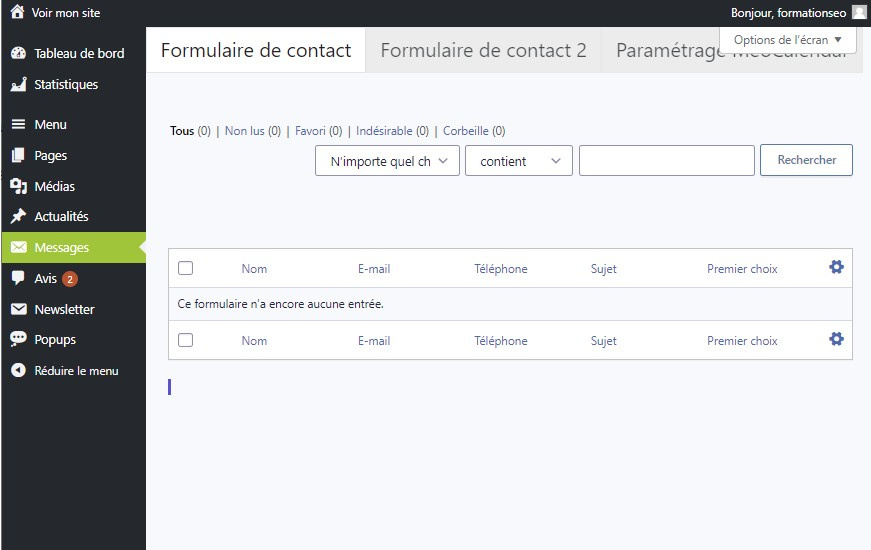 Voir mon site
Bonjour, formationseo
Options de l'écran
Tableau de bord
Statistiques
Menu
Pages
Médias
Actualités
Messages
Avis 2
Newsletter
Popups
Réduire le menu
Formulaire de contact
Formulaire de contact 2
Paramétrage MeoCalendar
Tous (0) | Non lus (0) | Favori (0) | Indésirable (0) | Corbeille (0)
N'importe quel ch
contient
Rechercher
Nom E-mail Téléphone Sujet Premier choix
Ce formulaire n'a encore aucune entrée.
Nom E-mail Téléphone Sujet Premier choix